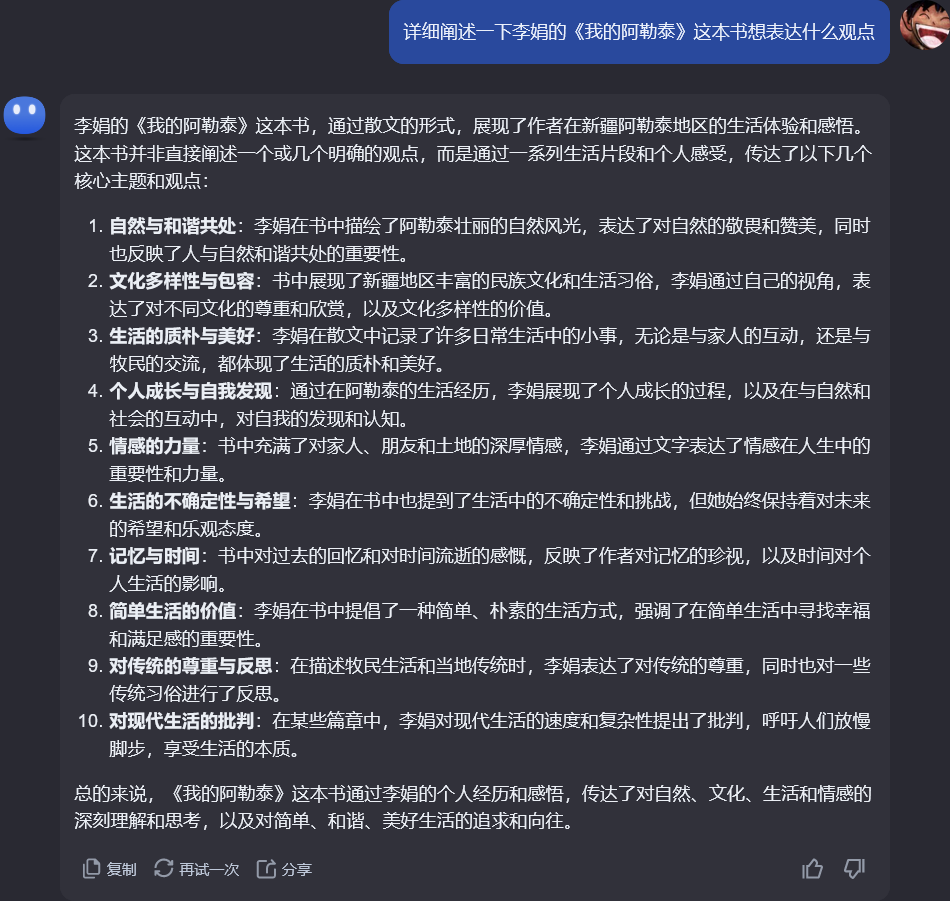 详细阐述一下李娟的《我的阿勒泰》这本书想表达什么观点
李娟的《我的阿勒泰》这本书，通过散文的形式，展现了作者在新疆阿勒泰地区的生活体验和感悟。
这本书并非直接阐述一个或几个明确的观点，而是通过一系列生活片段和个人感受，传达了以下几个
核心主题和观点：
1. 自然与和谐共处：李娟在书中描绘了阿勒泰壮丽的自然风光，表达了对自然的敬畏和赞美，同时
也反映了人与自然和谐共处的重要性。
2. 文化多样性与包容：书中展现了新疆地区丰富的民族文化和生活习俗，李娟通过自己的视角，表
达了对不同文化的尊重和欣赏，以及文化多样性的价值。
3. 生活的质朴与美好：李娟在散文中记录了许多日常生活中的小事，无论是与家人的互动，还是与
牧民的交流，都体现了生活的质朴和美好。
4. 个人成长与自我发现：通过在阿勒泰的生活经历，李娟展现了个人成长的过程，以及在与自然和
社会的互动中，对自我的发现和认知。
5. 情感的力量：书中充满了对家人、朋友和土地的深厚情感，李娟通过文字表达了情感在人生中的
重要性和力量。
6. 生活的不确定性与希望：李娟在书中也提到了生活中的不确定性和挑战，但她始终保持着对未来
的希望和乐观态度。
7. 记忆与时间：书中对过去的回忆和对时间流逝的感慨，反映了作者对记忆的珍视，以及时间对个
人生活的影响。
8. 简单生活的价值：李娟在书中提倡了一种简单、朴素的生活方式，强调了在简单生活中寻找幸福
和满足感的重要性。
9. 对传统的尊重与反思：在描述牧民生活和当地传统时，李娟表达了对传统的尊重，同时也对一些
传统习俗进行了反思。
10. 对现代生活的批判：在某些篇章中，李娟对现代生活的速度和复杂性提出了批判，呼吁人们放慢
脚步，享受生活的本质。
总的来说，《我的阿勒泰》这本书通过李娟的个人经历和感悟，传达了对自然、文化、生活和情感的
深刻理解和思考，以及对简单、和谐、美好生活的追求和向往。
复制 再试一次 分享